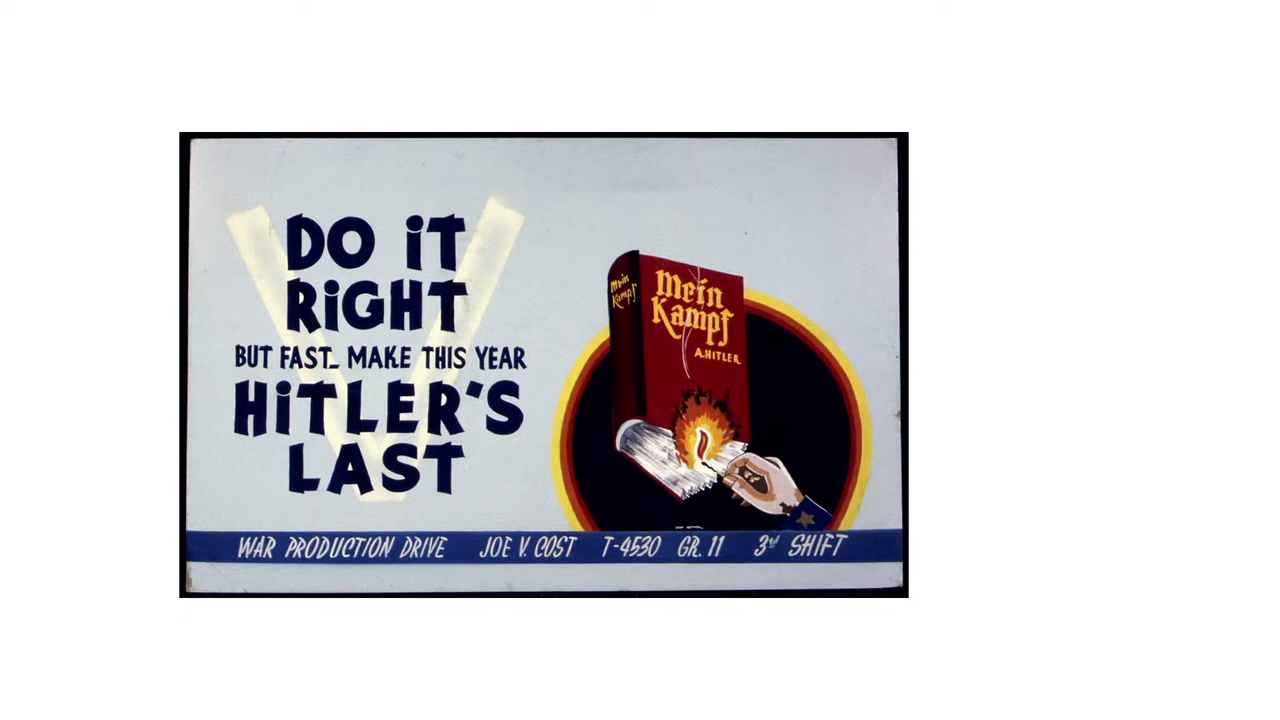 DO iT
RiGHT
BUT FAST_ MAKE THIS YEAR
HiTLER'S
LAST
Mein
Kampf
Mein
Kampf
A.HITLER
WAR PRODUCTION DRIVE JOE V. COST T-4530 GR. 11 3rd SHIFT